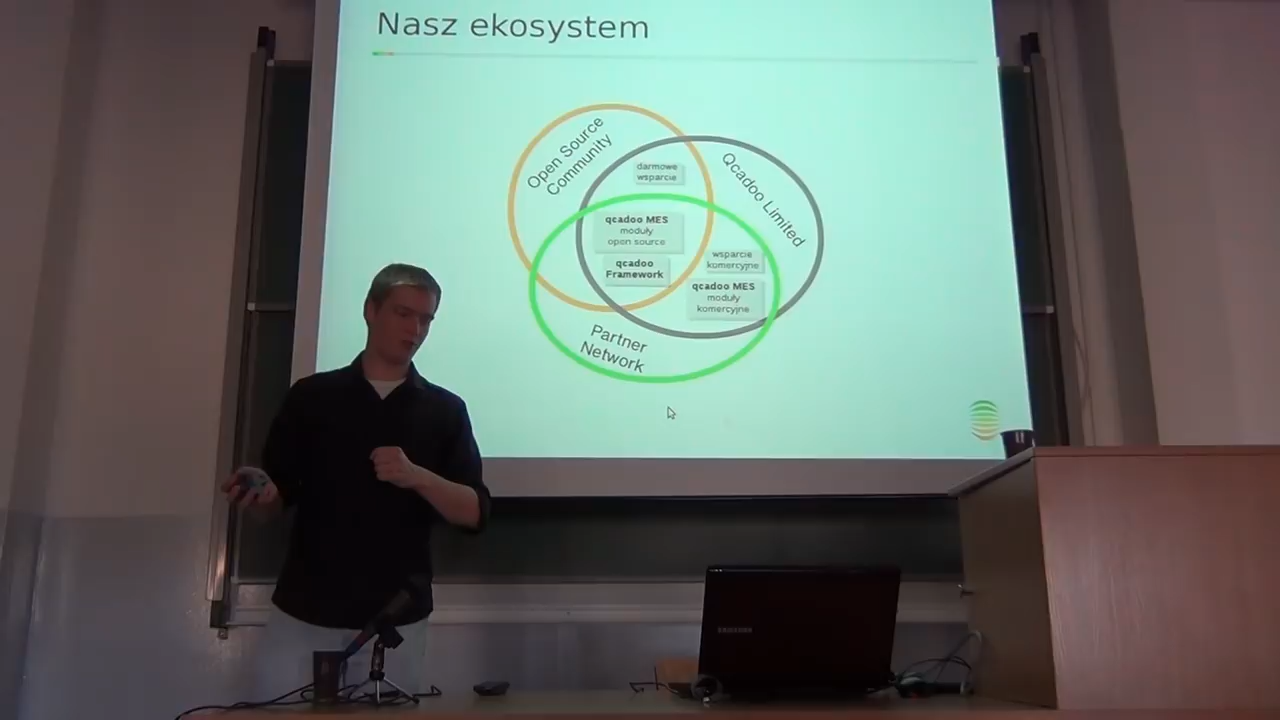 Nasz ekosystem
Open Source
Community
Qcadoo Limited
darmowe
wsparcie
qcadoo MES
moduły
open source
qcadoo
Framework
wsparcie
komercyjne
qcadoo MES
moduły
komercyjne
Partner
Network
SAMSUNG